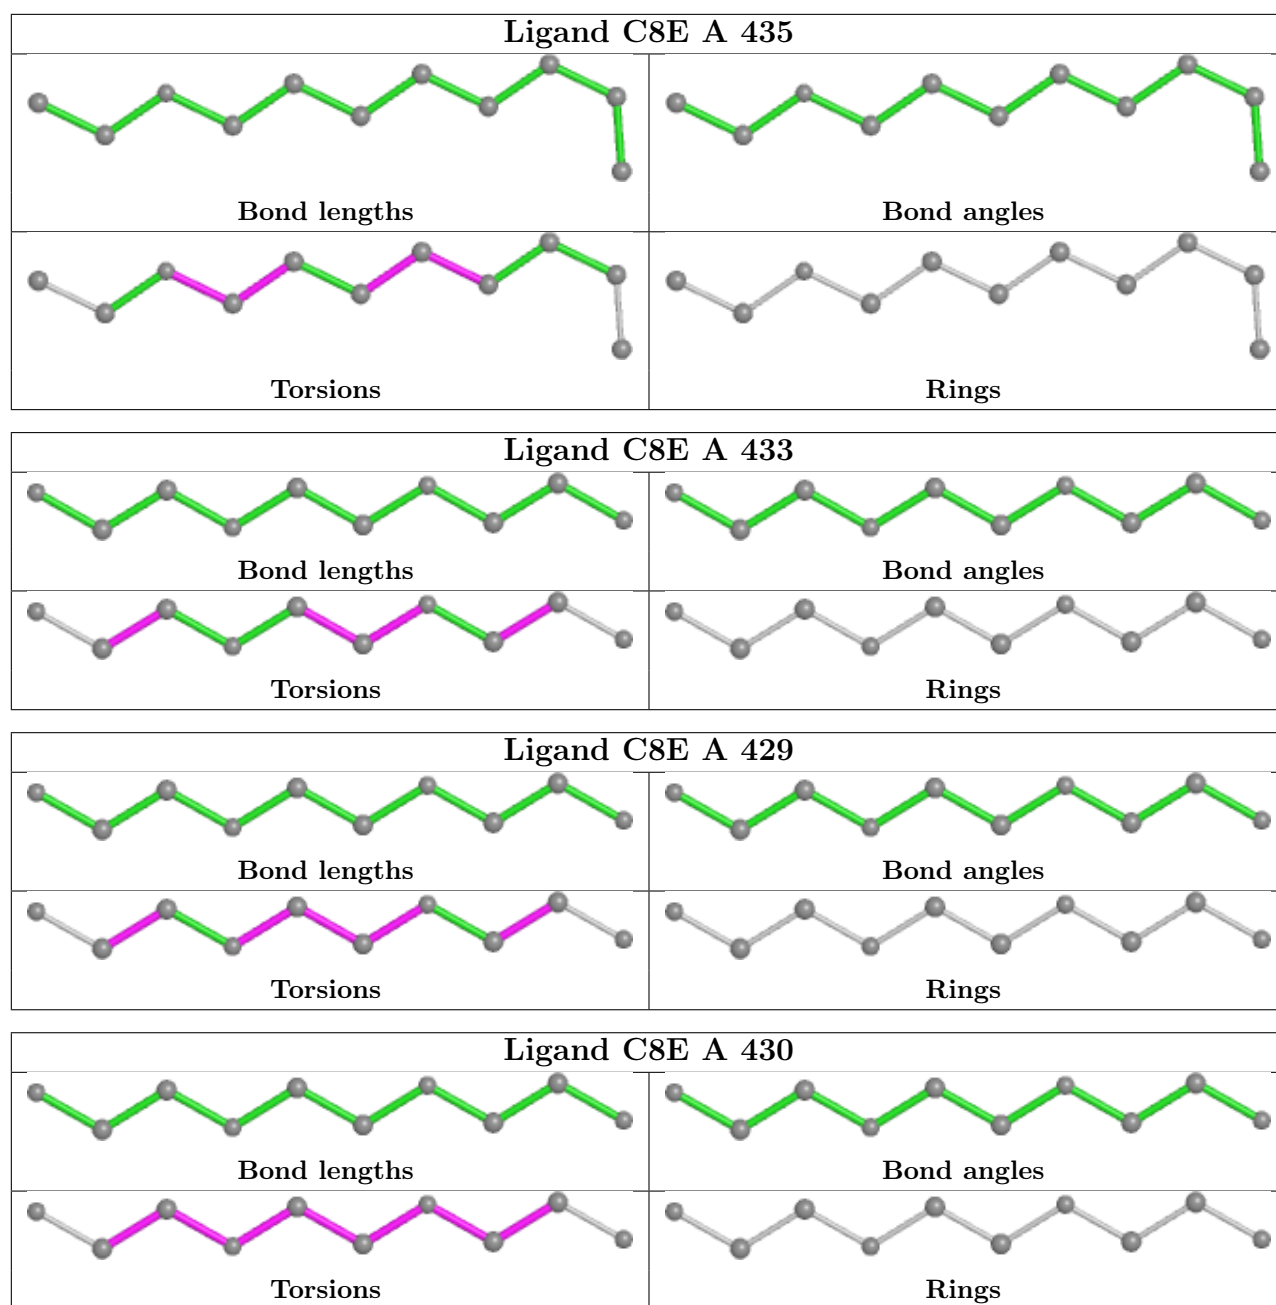 Ligand C8E A 435
Bond lengths
Bond angles
Torsions
Rings
Ligand C8E A 433
Bond lengths
Bond angles
Torsions
Rings
Ligand C8E A 429
Bond lengths
Bond angles
Torsions
Rings
Ligand C8E A 430
Bond lengths
Bond angles
Torsions
Rings